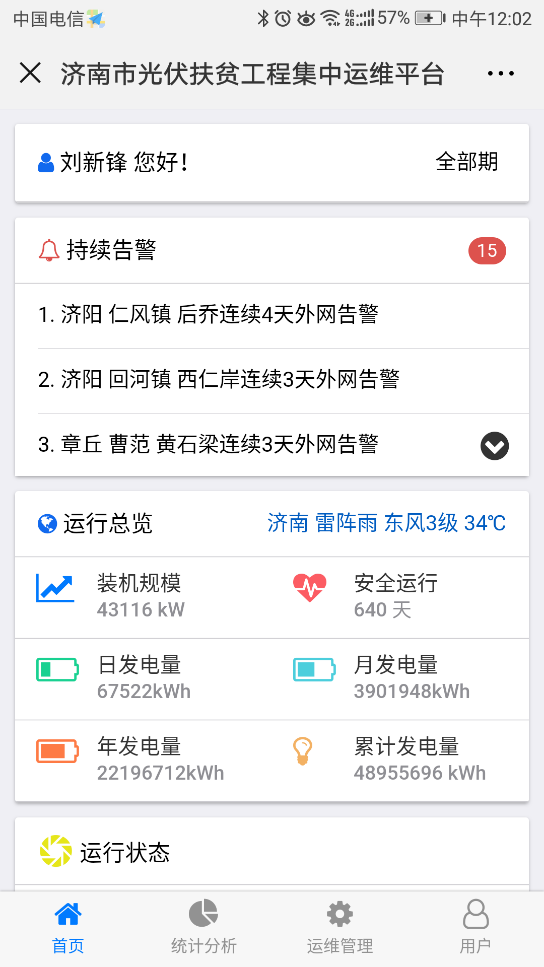 中国电信 4G 2G 57% 中午12:02
济南市光伏扶贫工程集中运维平台
刘新锋 您好! 全部期
持续告警 15
1. 济阳 仁风镇 后乔连续4天外网告警
2. 济阳 回河镇 西仁岸连续3天外网告警
3. 章丘 曹范 黄石梁连续3天外网告警
运行总览 济南 雷阵雨 东风3级 34℃
装机规模 安全运行
43116 kW 640 天
日发电量 月发电量
67522kWh 3901948kWh
年发电量 累计发电量
22196712kWh 48955696 kWh
运行状态
首页 统计分析 运维管理 用户